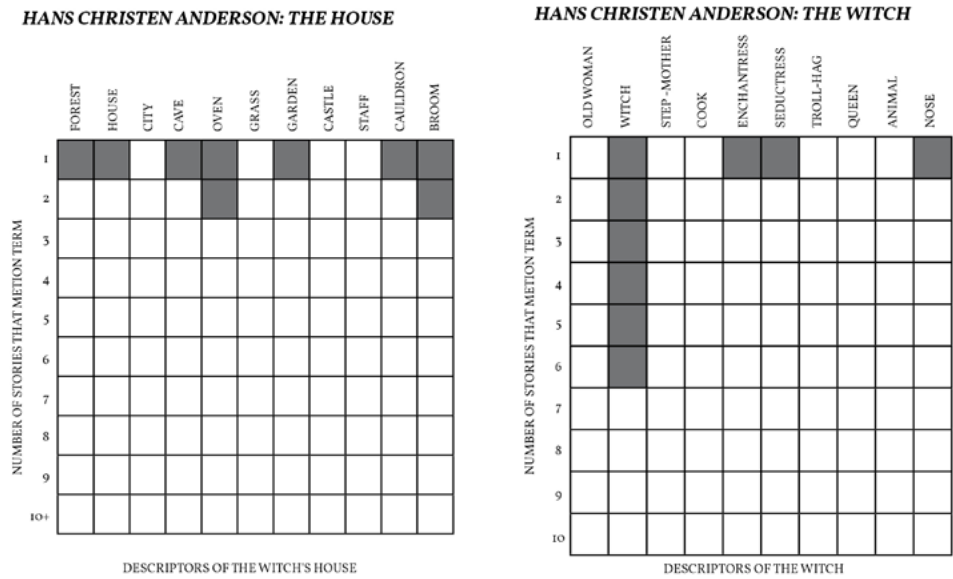 HANS CHRISTEN ANDERSON: THE HOUSE
FOREST
HOUSE
CITY
CAVE
OVEN
GRASS
GARDEN
CASTLE
STAFF
CAULDRON
BROOM
NUMBER OF STORIES THAT METION TERM
1
2
3
4
5
6
7
8
9
10+
DESCRIPTORS OF THE WITCH'S HOUSE
HANS CHRISTEN ANDERSON: THE WITCH
OLD WOMAN
WITCH
STEP-MOTHER
COOK
ENCHANTRESS
SEDUCTRESS
TROLL-HAG
QUEEN
ANIMAL
NOSE
NUMBER OF STORIES THAT METION TERM
1
2
3
4
5
6
7
8
9
10
DESCRIPTORS OF THE WITCH